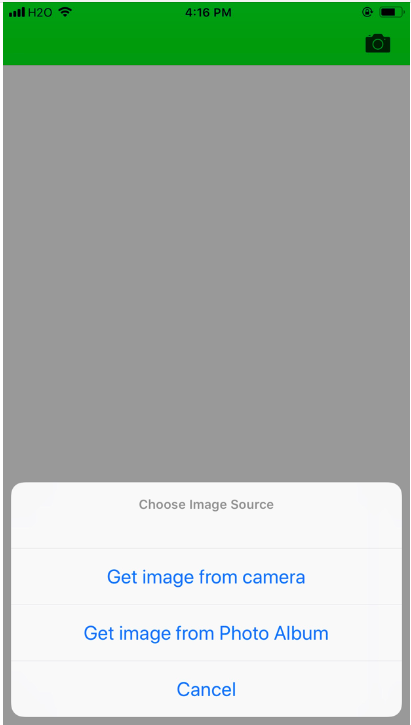 H2O
4:16 PM
Choose Image Source
Get image from camera
Get image from Photo Album
Cancel